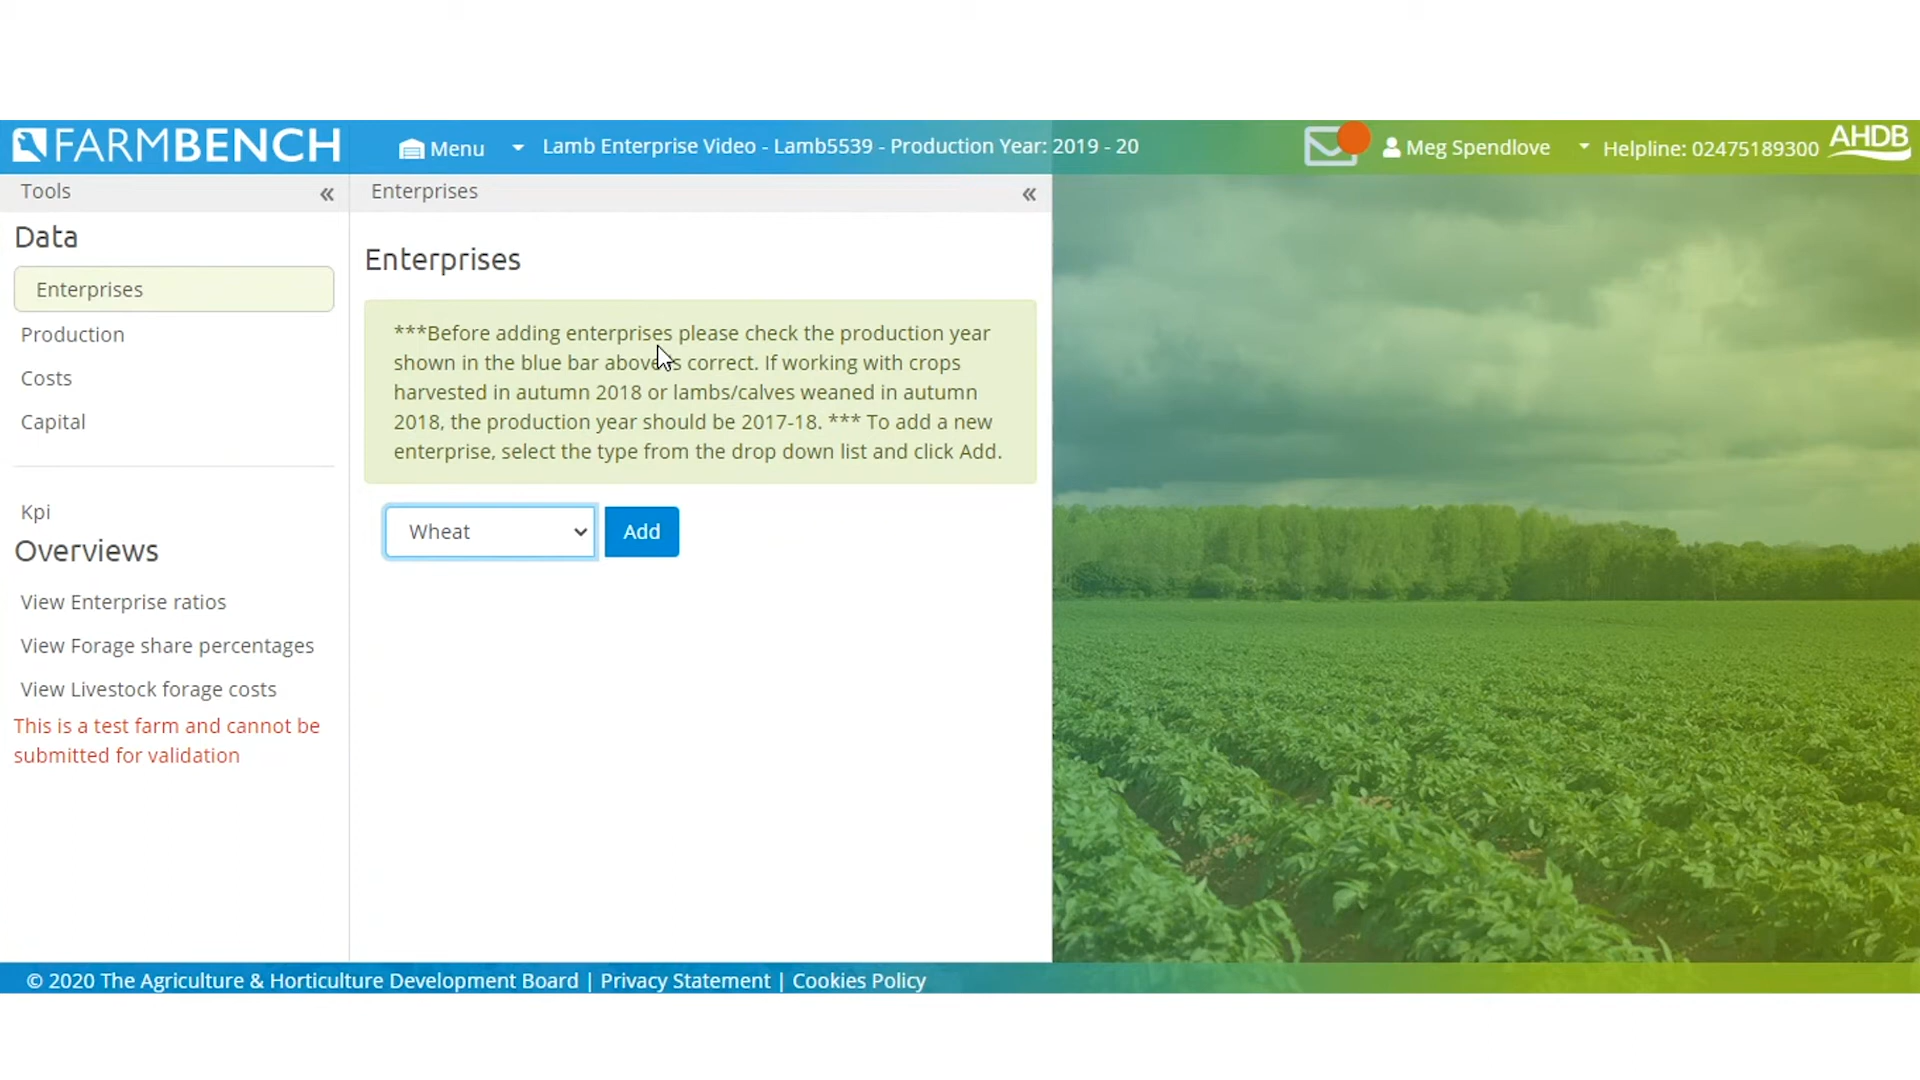 FARMBENCH
Menu
Lamb Enterprise Video - Lamb5539 - Production Year: 2019 - 20
Meg Spendlove
Helpline: 02475189300
AHDB
Tools
«
Enterprises
«
Data
Enterprises
Production
Costs
Capital
Kpi
Overviews
View Enterprise ratios
View Forage share percentages
View Livestock forage costs
This is a test farm and cannot be
submitted for validation
Enterprises
***Before adding enterprises please check the production year
shown in the blue bar above is correct. If working with crops
harvested in autumn 2018 or lambs/calves weaned in autumn
2018, the production year should be 2017-18. *** To add a new
enterprise, select the type from the drop down list and click Add.
Wheat
Add
© 2020 The Agriculture & Horticulture Development Board | Privacy Statement | Cookies Policy